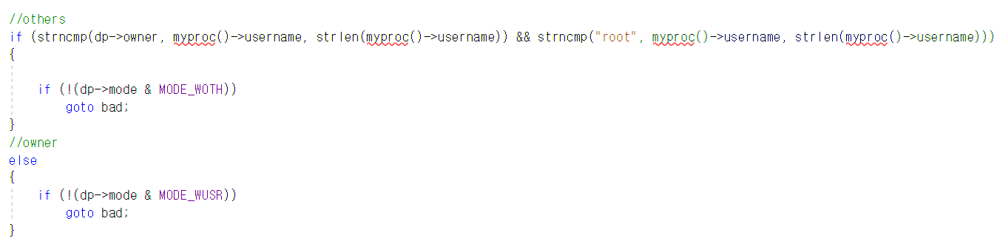 //others
if (strncmp(dp->owner, myproc()->username, strlen(myproc()->username)) && strncmp("root", myproc()->username, strlen(myproc()->username)))
{
if (!(dp->mode & MODE_WOTH))
goto bad;
}
//owner
else
{
if (!(dp->mode & MODE_WUSR))
goto bad;
}